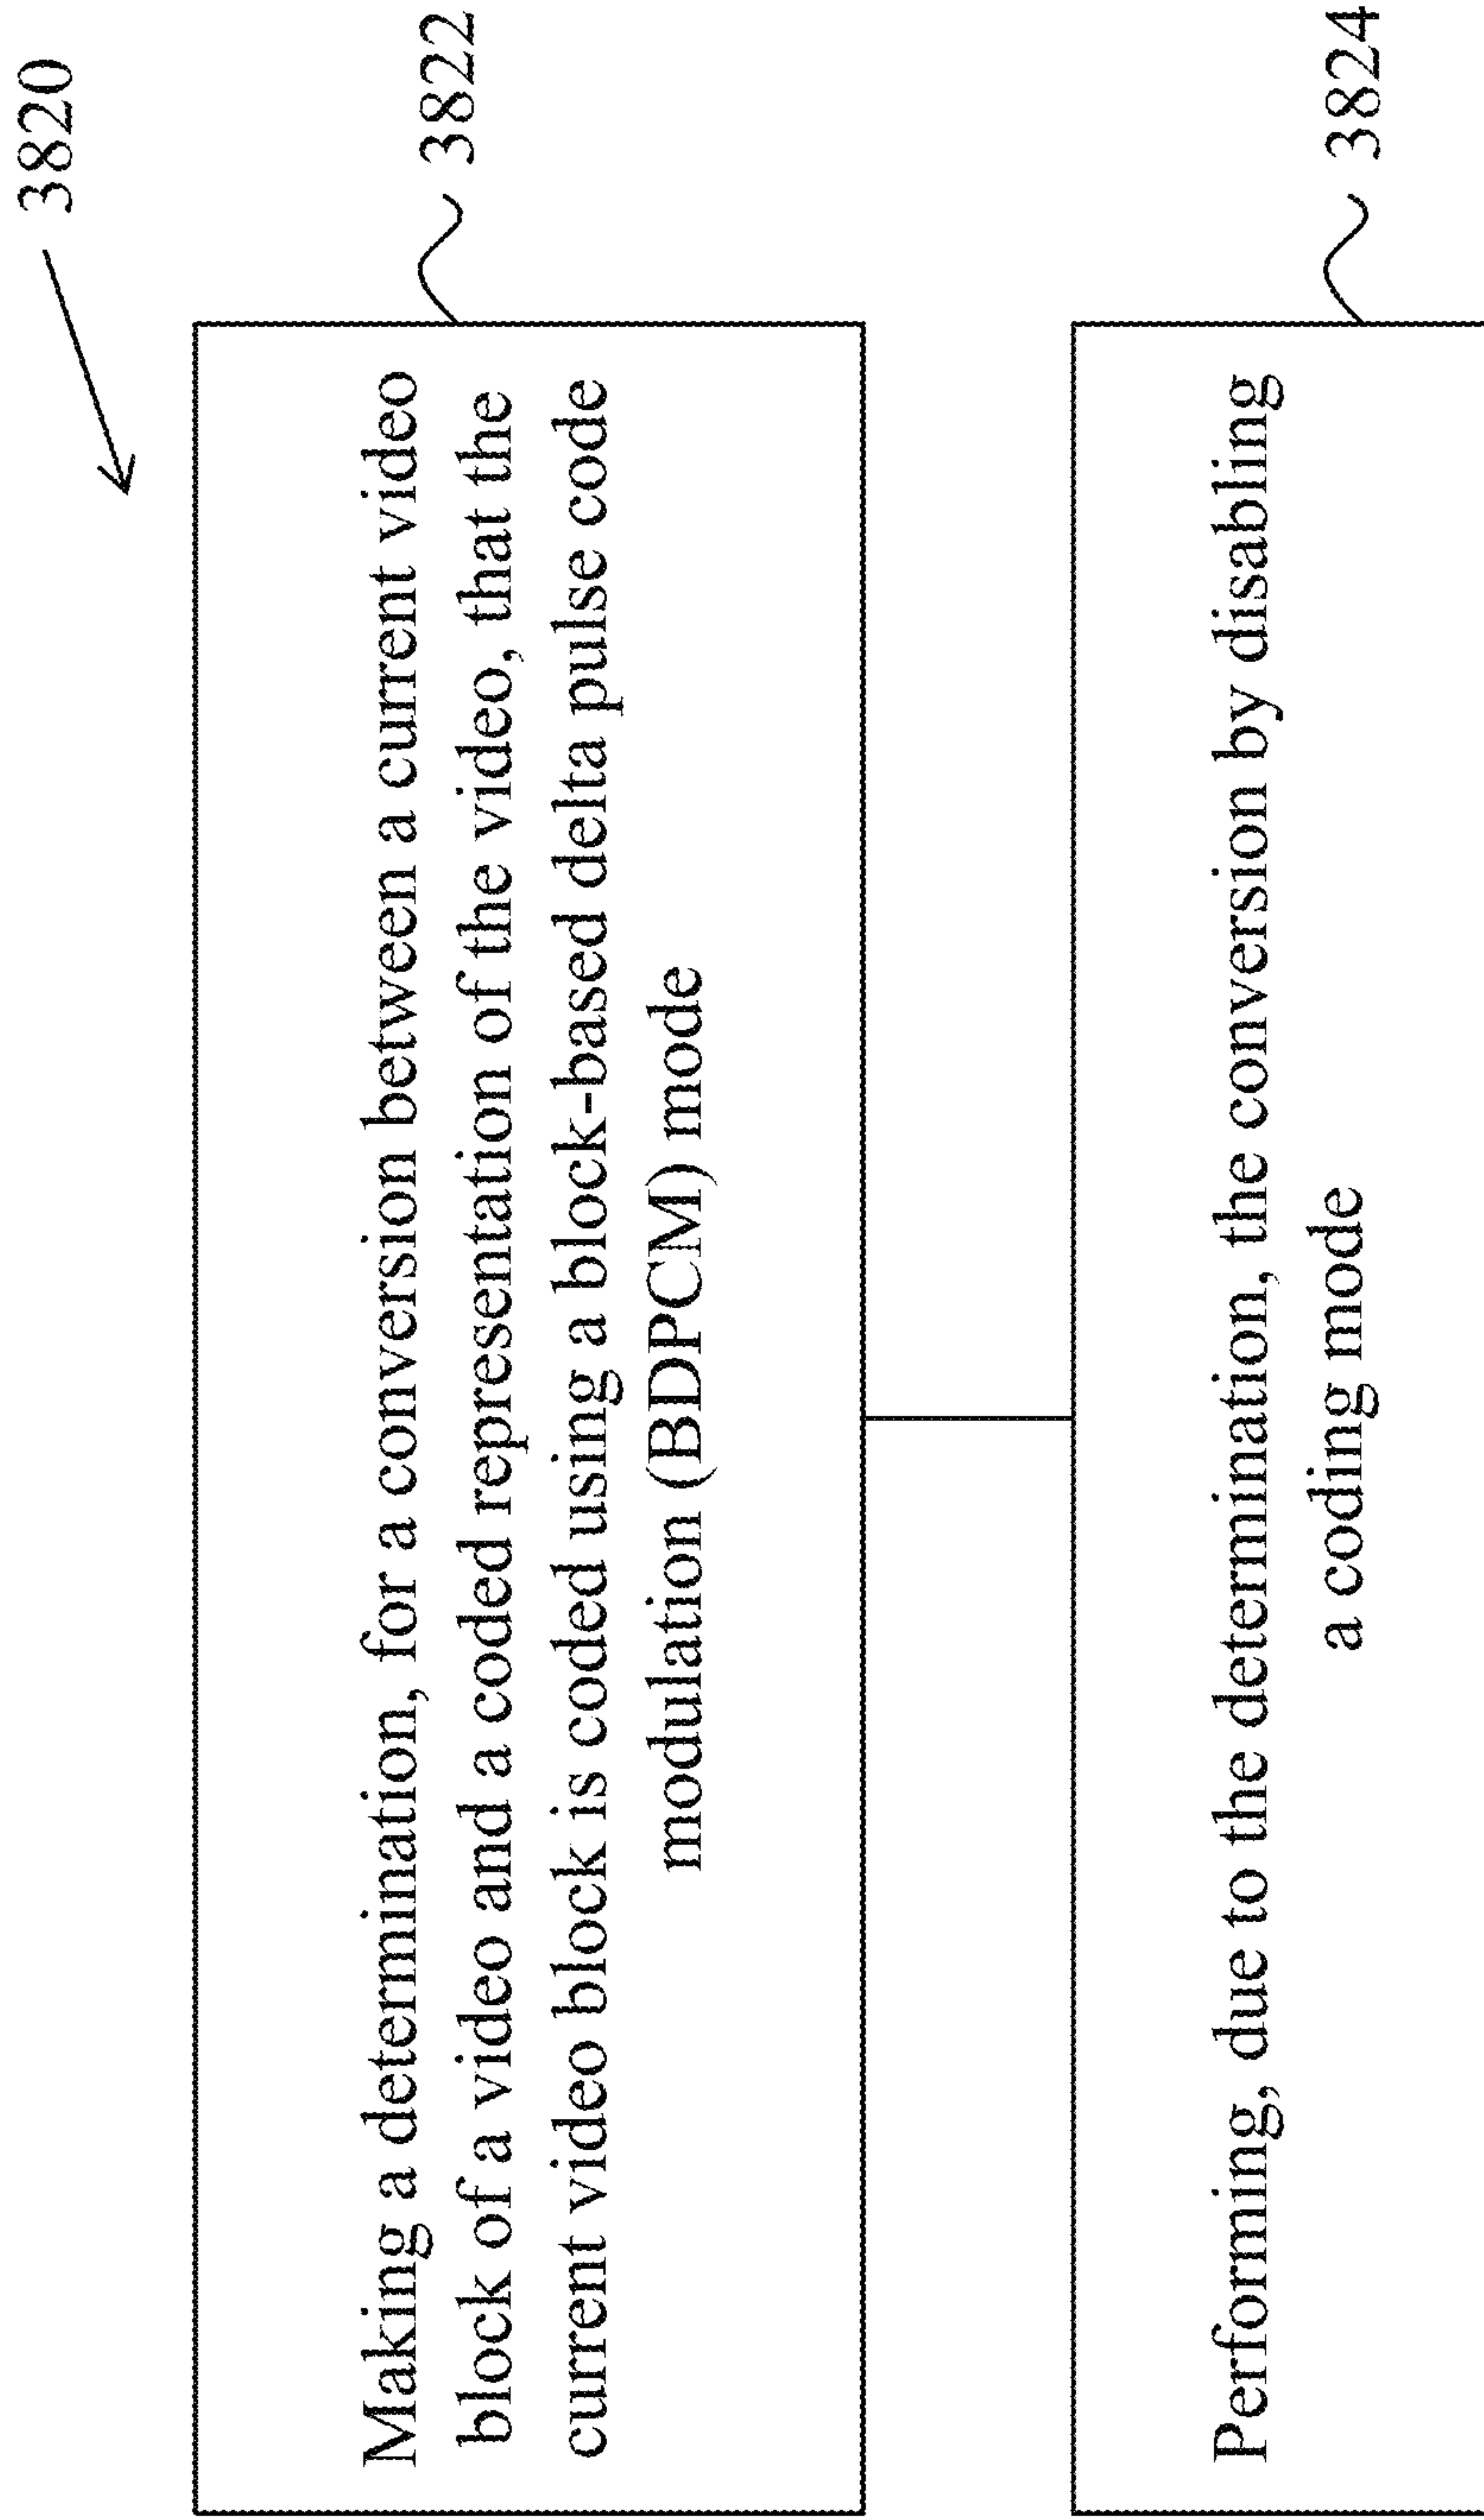 3820
Making a determination, for a conversion between a current video
block of a video and a coded representation of the video, that the
current video block is coded using a block-based delta pulse code
modulation (BDPCM) mode
3822
Performing, due to the determination, the conversion by disabling
a coding mode
3824